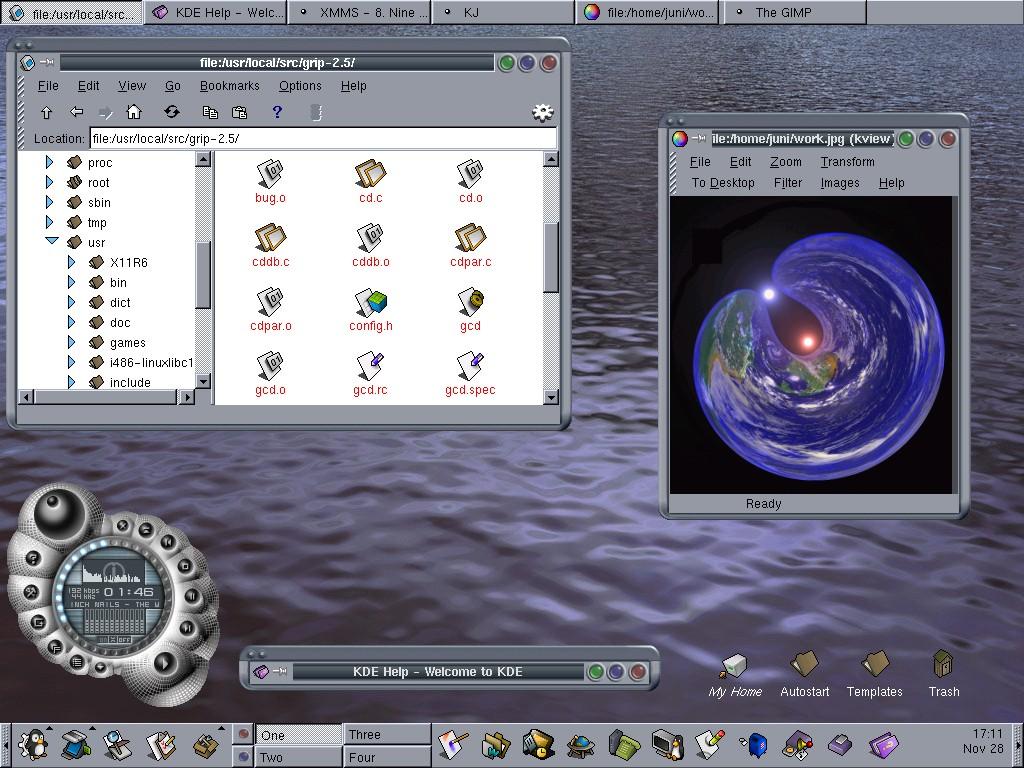 file:/usr/local/src...
KDE Help - Welc...
XMMS - 8. Nine ...
KJ
file:/home/juni/wo...
The GIMP
file:/usr/local/src/grip-2.5/
File Edit View Go Bookmarks Options Help
Location: file:/usr/local/src/grip-2.5/
proc
root
sbin
tmp
usr
X11R6
bin
dict
doc
games
i486-linuxlibc1
include
bug.o cd.c cd.o
cddb.c cddb.o cdpar.c
cdpar.o config.h gcd
gcd.o gcd.rc gcd.spec
ile:/home/juni/work.jpg (kview)
File Edit Zoom Transform
To Desktop Filter Images Help
Ready
192 kbps
44 kHz
01:46
INCH NAILS - THE W
OFF
KDE Help - Welcome to KDE
My Home Autostart Templates Trash
One Three
Two Four
17:11
Nov 28